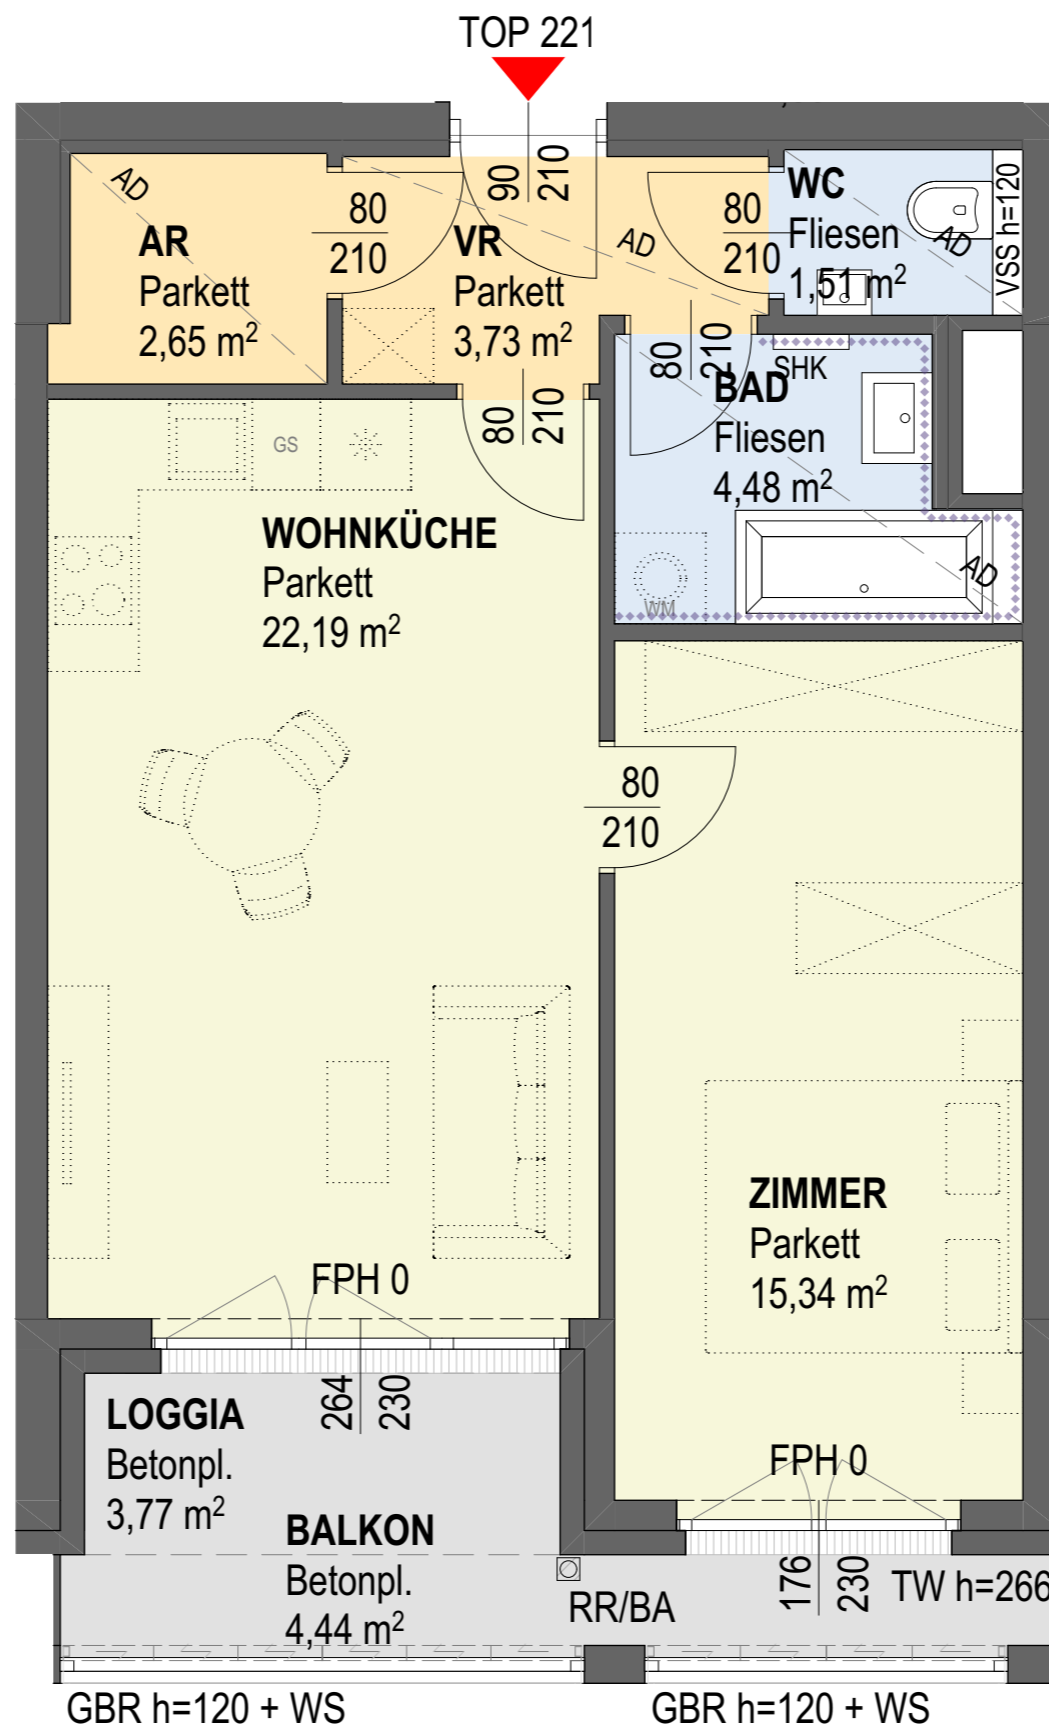 TOP 221
AD
AR
Parkett
2,65 m²
80
210
90
210
VR
Parkett
3,73 m²
AD
80
210
WC
Fliesen
1,51 m²
AD
VSS h=120
80
210
80
210
SHK
BAD
Fliesen
4,48 m²
AD
WM
GS
WOHNKÜCHE
Parkett
22,19 m²
80
210
ZIMMER
Parkett
15,34 m²
FPH 0
264
230
FPH 0
176
230
LOGGIA
Betonpl.
3,77 m²
BALKON
Betonpl.
4,44 m²
RR/BA
TW h=266
GBR h=120 + WS
GBR h=120 + WS